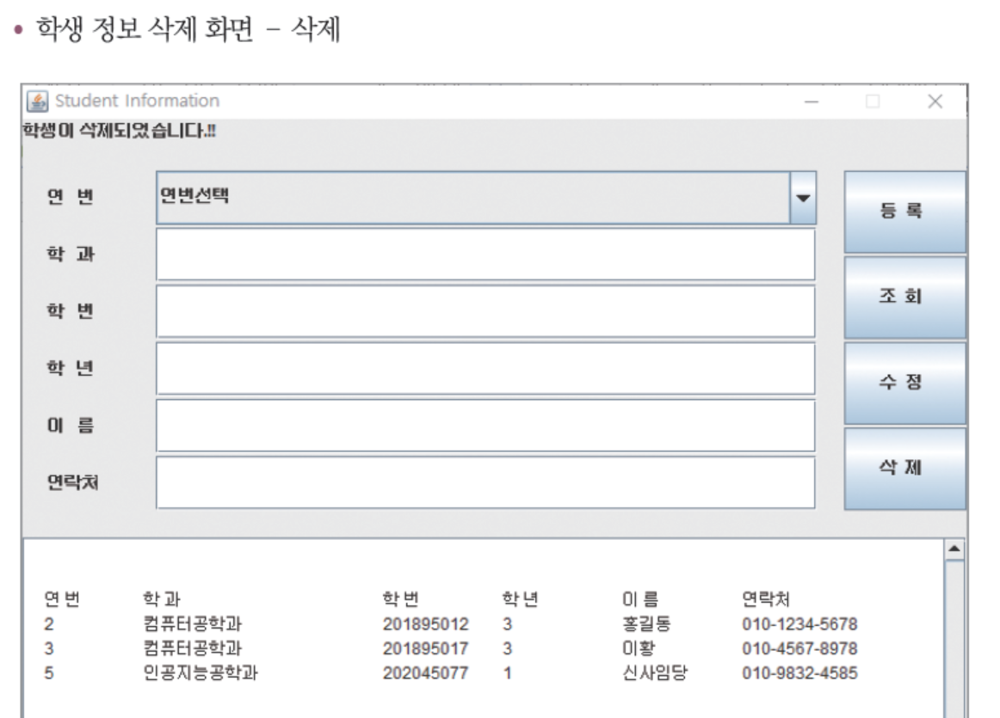 • 학생 정보 삭제 화면 – 삭제
Student Information
학생이 삭제되었습니다.!!
연 번 연번선택
등 록
학 과
조 회
학 번
학 년
수 정
이 름
삭 제
연락처
연 번 학 과 학 번 학 년 이 름 연락처
2 컴퓨터공학과 201895012 3 홍길동 010-1234-5678
3 컴퓨터공학과 201895017 3 이황 010-4567-8978
5 인공지능공학과 202045077 1 신사임당 010-9832-4585